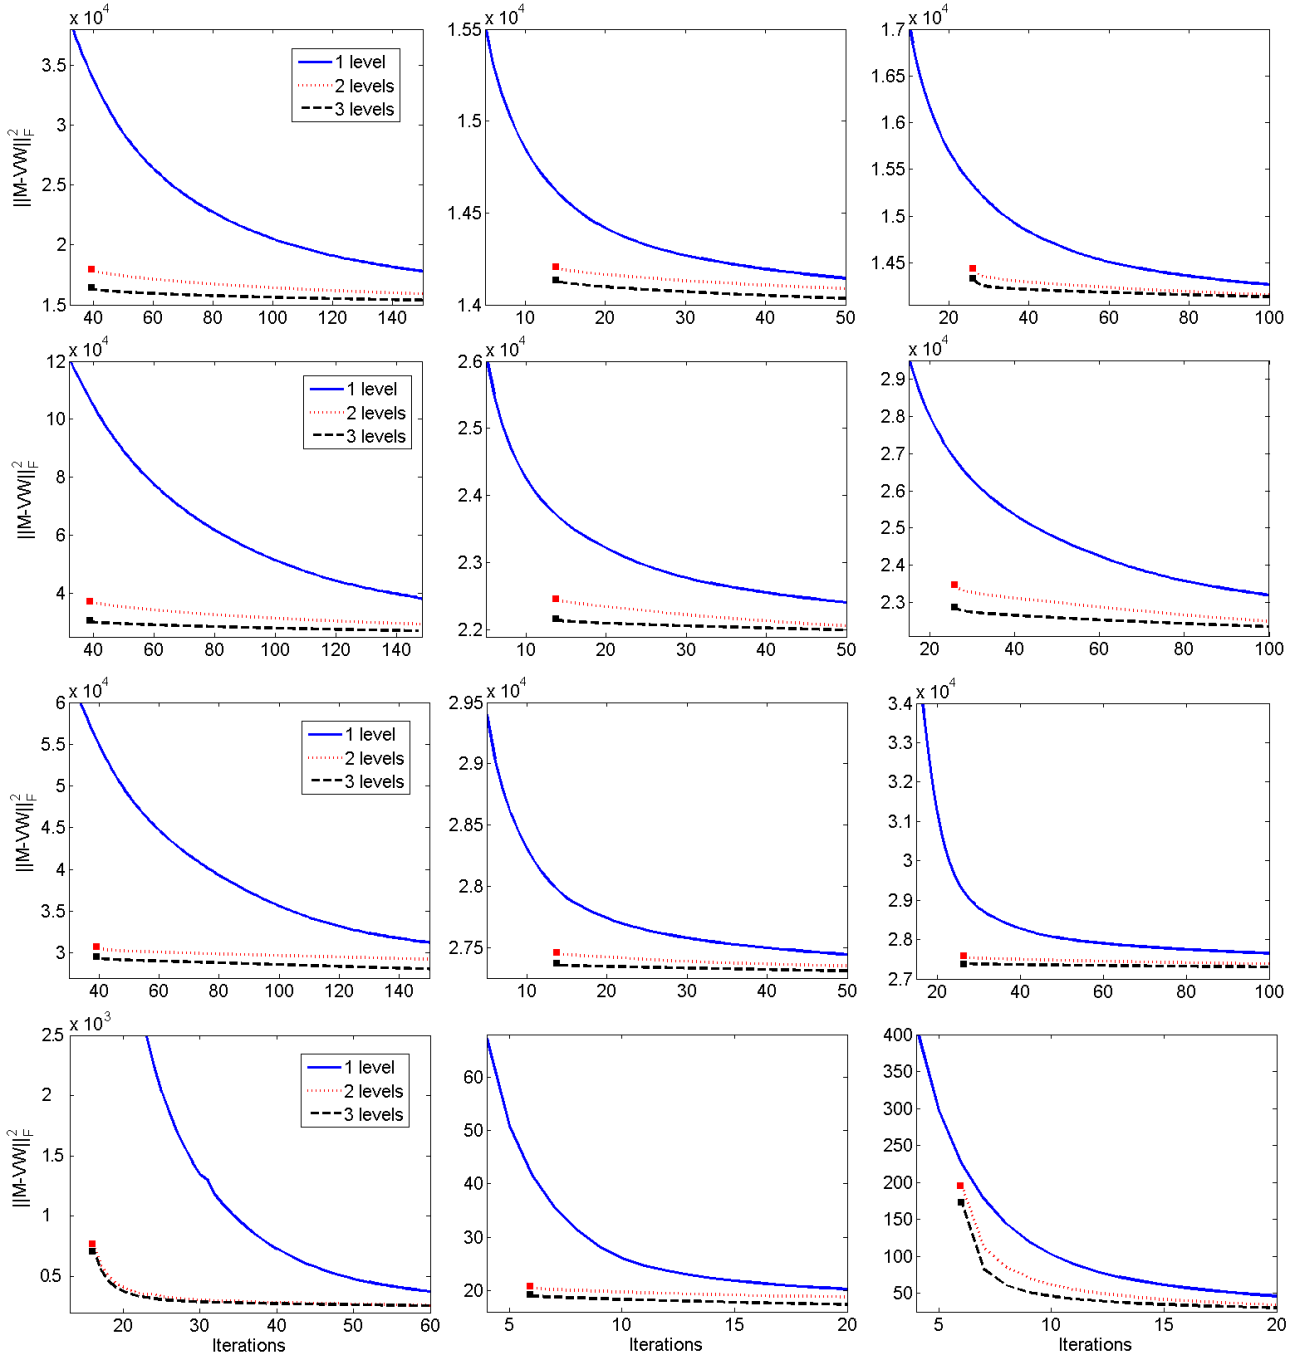 x 10^4
3.5
3
2.5
2
1.5
40 60 80 100 120 140
||M-VW||_F^2
1 level
2 levels
3 levels
x 10^4
1.55
1.5
1.45
1.4
10 20 30 40 50
x 10^4
1.7
1.65
1.6
1.55
1.5
1.45
20 40 60 80 100
x 10^4
12
10
8
6
4
40 60 80 100 120 140
||M-VW||_F^2
1 level
2 levels
3 levels
x 10^4
2.6
2.5
2.4
2.3
2.2
10 20 30 40 50
x 10^4
2.9
2.8
2.7
2.6
2.5
2.4
2.3
20 40 60 80 100
x 10^4
6
5.5
5
4.5
4
3.5
3
40 60 80 100 120 140
||M-VW||_F^2
1 level
2 levels
3 levels
x 10^4
2.95
2.9
2.85
2.8
2.75
10 20 30 40 50
x 10^4
3.4
3.3
3.2
3.1
3
2.9
2.8
2.7
20 40 60 80 100
x 10^3
2.5
2
1.5
1
0.5
20 30 40 50 60
||M-VW||_F^2
Iterations
1 level
2 levels
3 levels
60
50
40
30
20
5 10 15 20
Iterations
400
350
300
250
200
150
100
50
5 10 15 20
Iterations